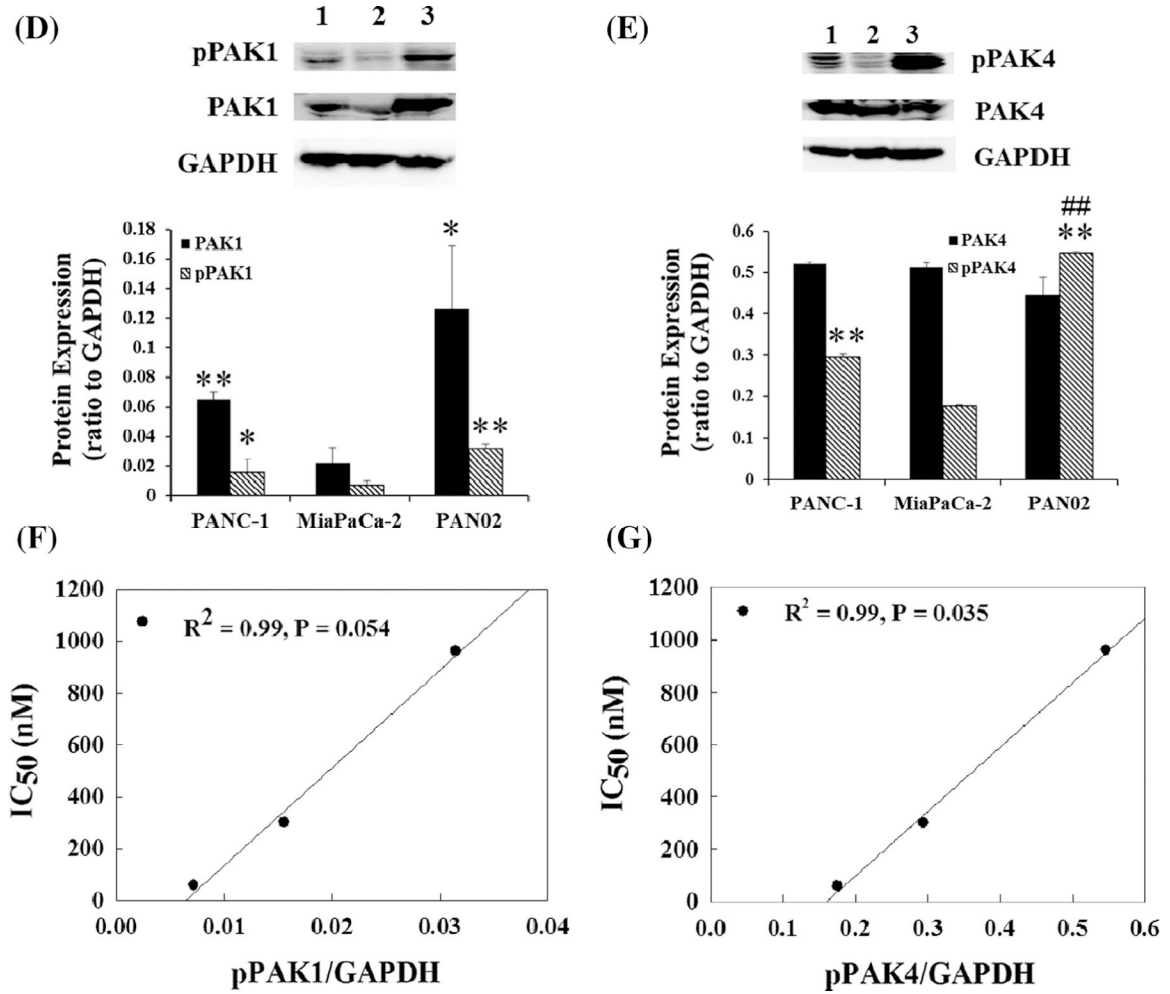 (D)
1 2 3
pPAK1
PAK1
GAPDH
Protein Expression
(ratio to GAPDH)
0.18
0.16
0.14
0.12
0.1
0.08
0.06
0.04
0.02
0
PAK1
pPAK1
**
*
*
**
PANC-1 MiaPaCa-2 PAN02
(E)
1 2 3
pPAK4
PAK4
GAPDH
Protein Expression
(ratio to GAPDH)
0.6
0.5
0.4
0.3
0.2
0.1
0
PAK4
pPAK4
**
##
**
PANC-1 MiaPaCa-2 PAN02
(F)
IC50 (nM)
1200
1000
800
600
400
200
0
R² = 0.99, P = 0.054
0.00 0.01 0.02 0.03 0.04
pPAK1/GAPDH
(G)
IC50 (nM)
1200
1000
800
600
400
200
0
R² = 0.99, P = 0.035
0.0 0.1 0.2 0.3 0.4 0.5 0.6
pPAK4/GAPDH